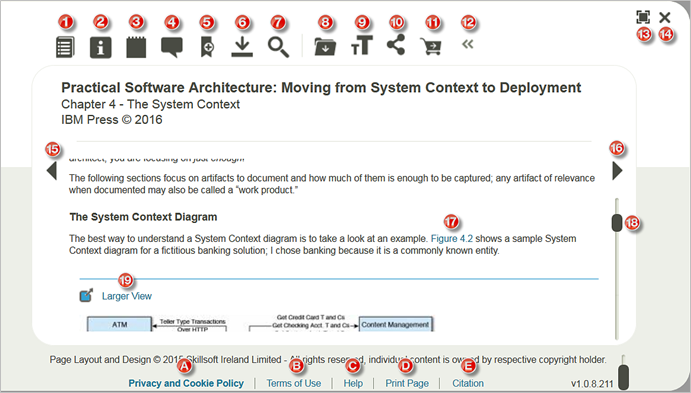 1 2 3 4 5 6 7 8 9 10 11 12
13 14
Practical Software Architecture: Moving from System Context to Deployment
Chapter 4 - The System Context
IBM Press © 2016
15 16
architect, you are focusing on just enough!
The following sections focus on artifacts to document and how much of them is enough to be captured; any artifact of relevance
when documented may also be called a “work product.”
The System Context Diagram
17
18
The best way to understand a System Context diagram is to take a look at an example. Figure 4.2 shows a sample System
Context diagram for a fictitious banking solution; I chose banking because it is a commonly known entity.
19
Larger View
ATM
Teller Type Transactions
Over HTTP
Get Credit Card T and Cs
Get Checking Acct. T and Cs
Content Management
Page Layout and Design © 2015 Skillsoft Ireland Limited - All rights reserved, individual content is owned by respective copyright holder.
A B C D E
Privacy and Cookie Policy | Terms of Use | Help | Print Page | Citation
v1.0.8.211